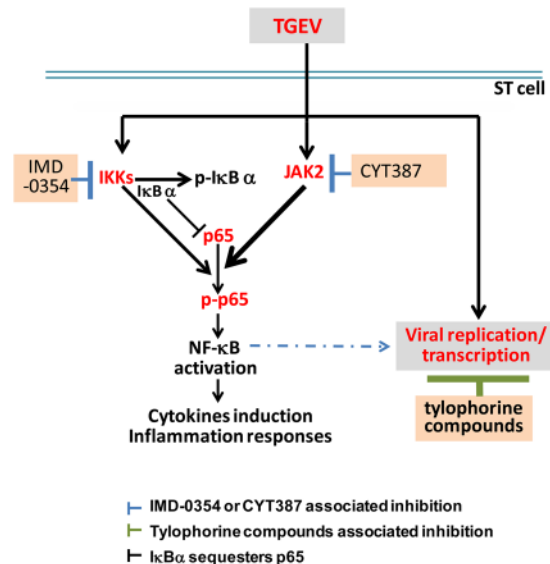 TGEV
ST cell
IMD
-0354
IKKs
p-IκB α
IκB α
JAK2
CYT387
p65
p-p65
NF-κB
activation
Viral replication/
transcription
Cytokines induction
Inflammation responses
tylophorine
compounds
IMD-0354 or CYT387 associated inhibition
Tylophorine compounds associated inhibition
IκBα sequesters p65